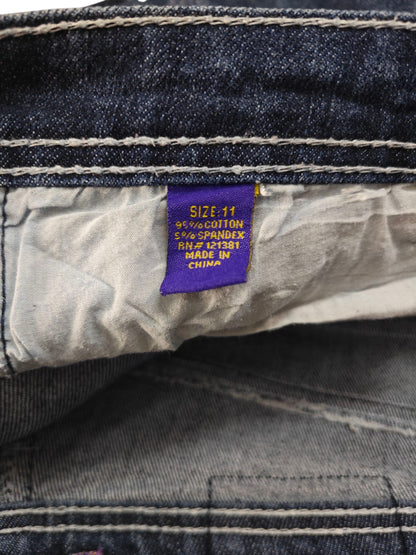 SIZE: 11
95% COTTON
5% SPANDEX
RN# 121381
MADE IN
CHINA